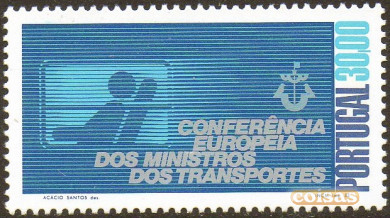 CONFERÊNCIA
EUROPEIA
DOS MINISTROS
DOS TRANSPORTES
PORTUGAL 30,00
ACÁCIO SANTOS des.
coisas